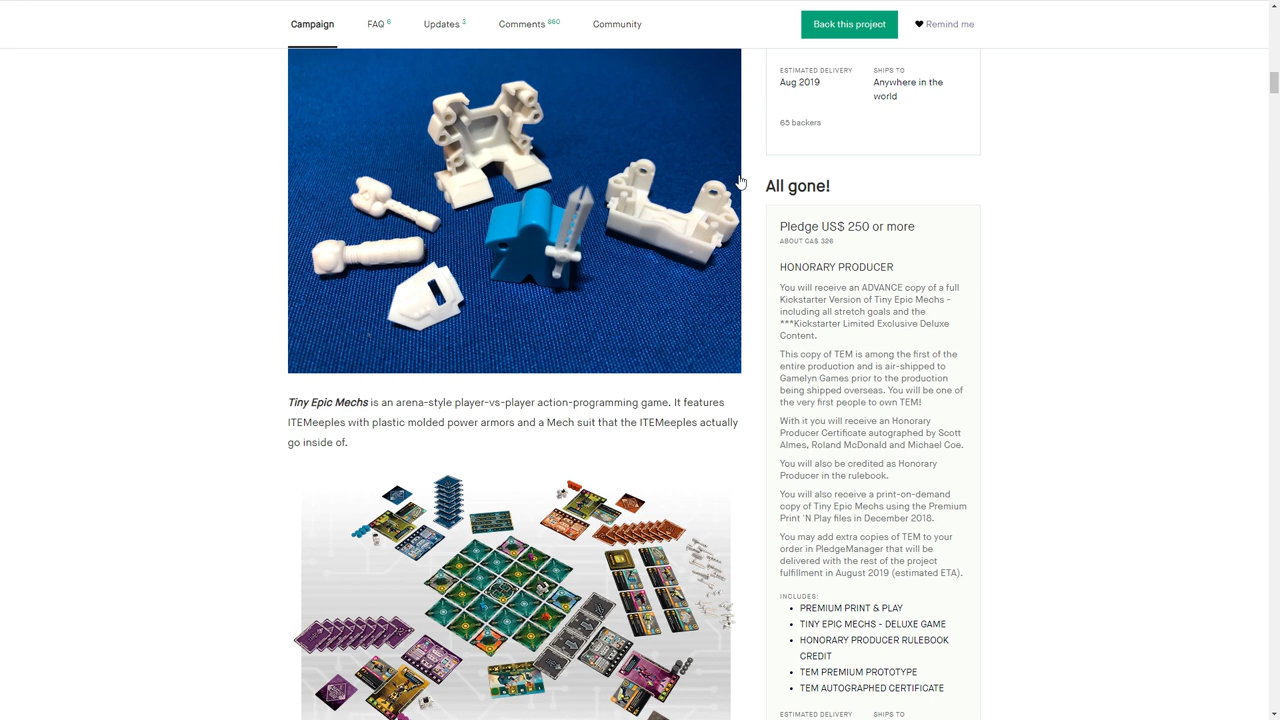 Campaign
FAQ 6
Updates 3
Comments 860
Community
Back this project
Remind me
Tiny Epic Mechs is an arena-style player-vs-player action-programming game. It features
ITEMeeples with plastic molded power armors and a Mech suit that the ITEMeeples actually
go inside of.
ESTIMATED DELIVERY
Aug 2019
SHIPS TO
Anywhere in the
world
65 backers
All gone!
Pledge US$ 250 or more
ABOUT CA$ 326
HONORARY PRODUCER
You will receive an ADVANCE copy of a full
Kickstarter Version of Tiny Epic Mechs -
including all stretch goals and the
***Kickstarter Limited Exclusive Deluxe
Content.
This copy of TEM is among the first of the
entire production and is air-shipped to
Gamelyn Games prior to the production
being shipped overseas. You will be one of
the very first people to own TEM!
With it you will receive an Honorary
Producer Certificate autographed by Scott
Almes, Roland McDonald and Michael Coe.
You will also be credited as Honorary
Producer in the rulebook.
You will also receive a print-on-demand
copy of Tiny Epic Mechs using the Premium
Print 'N Play files in December 2018.
You may add extra copies of TEM to your
order in PledgeManager that will be
delivered with the rest of the project
fulfillment in August 2019 (estimated ETA).
INCLUDES:
• PREMIUM PRINT & PLAY
• TINY EPIC MECHS - DELUXE GAME
• HONORARY PRODUCER RULEBOOK
CREDIT
• TEM PREMIUM PROTOTYPE
• TEM AUTOGRAPHED CERTIFICATE
ESTIMATED DELIVERY
SHIPS TO